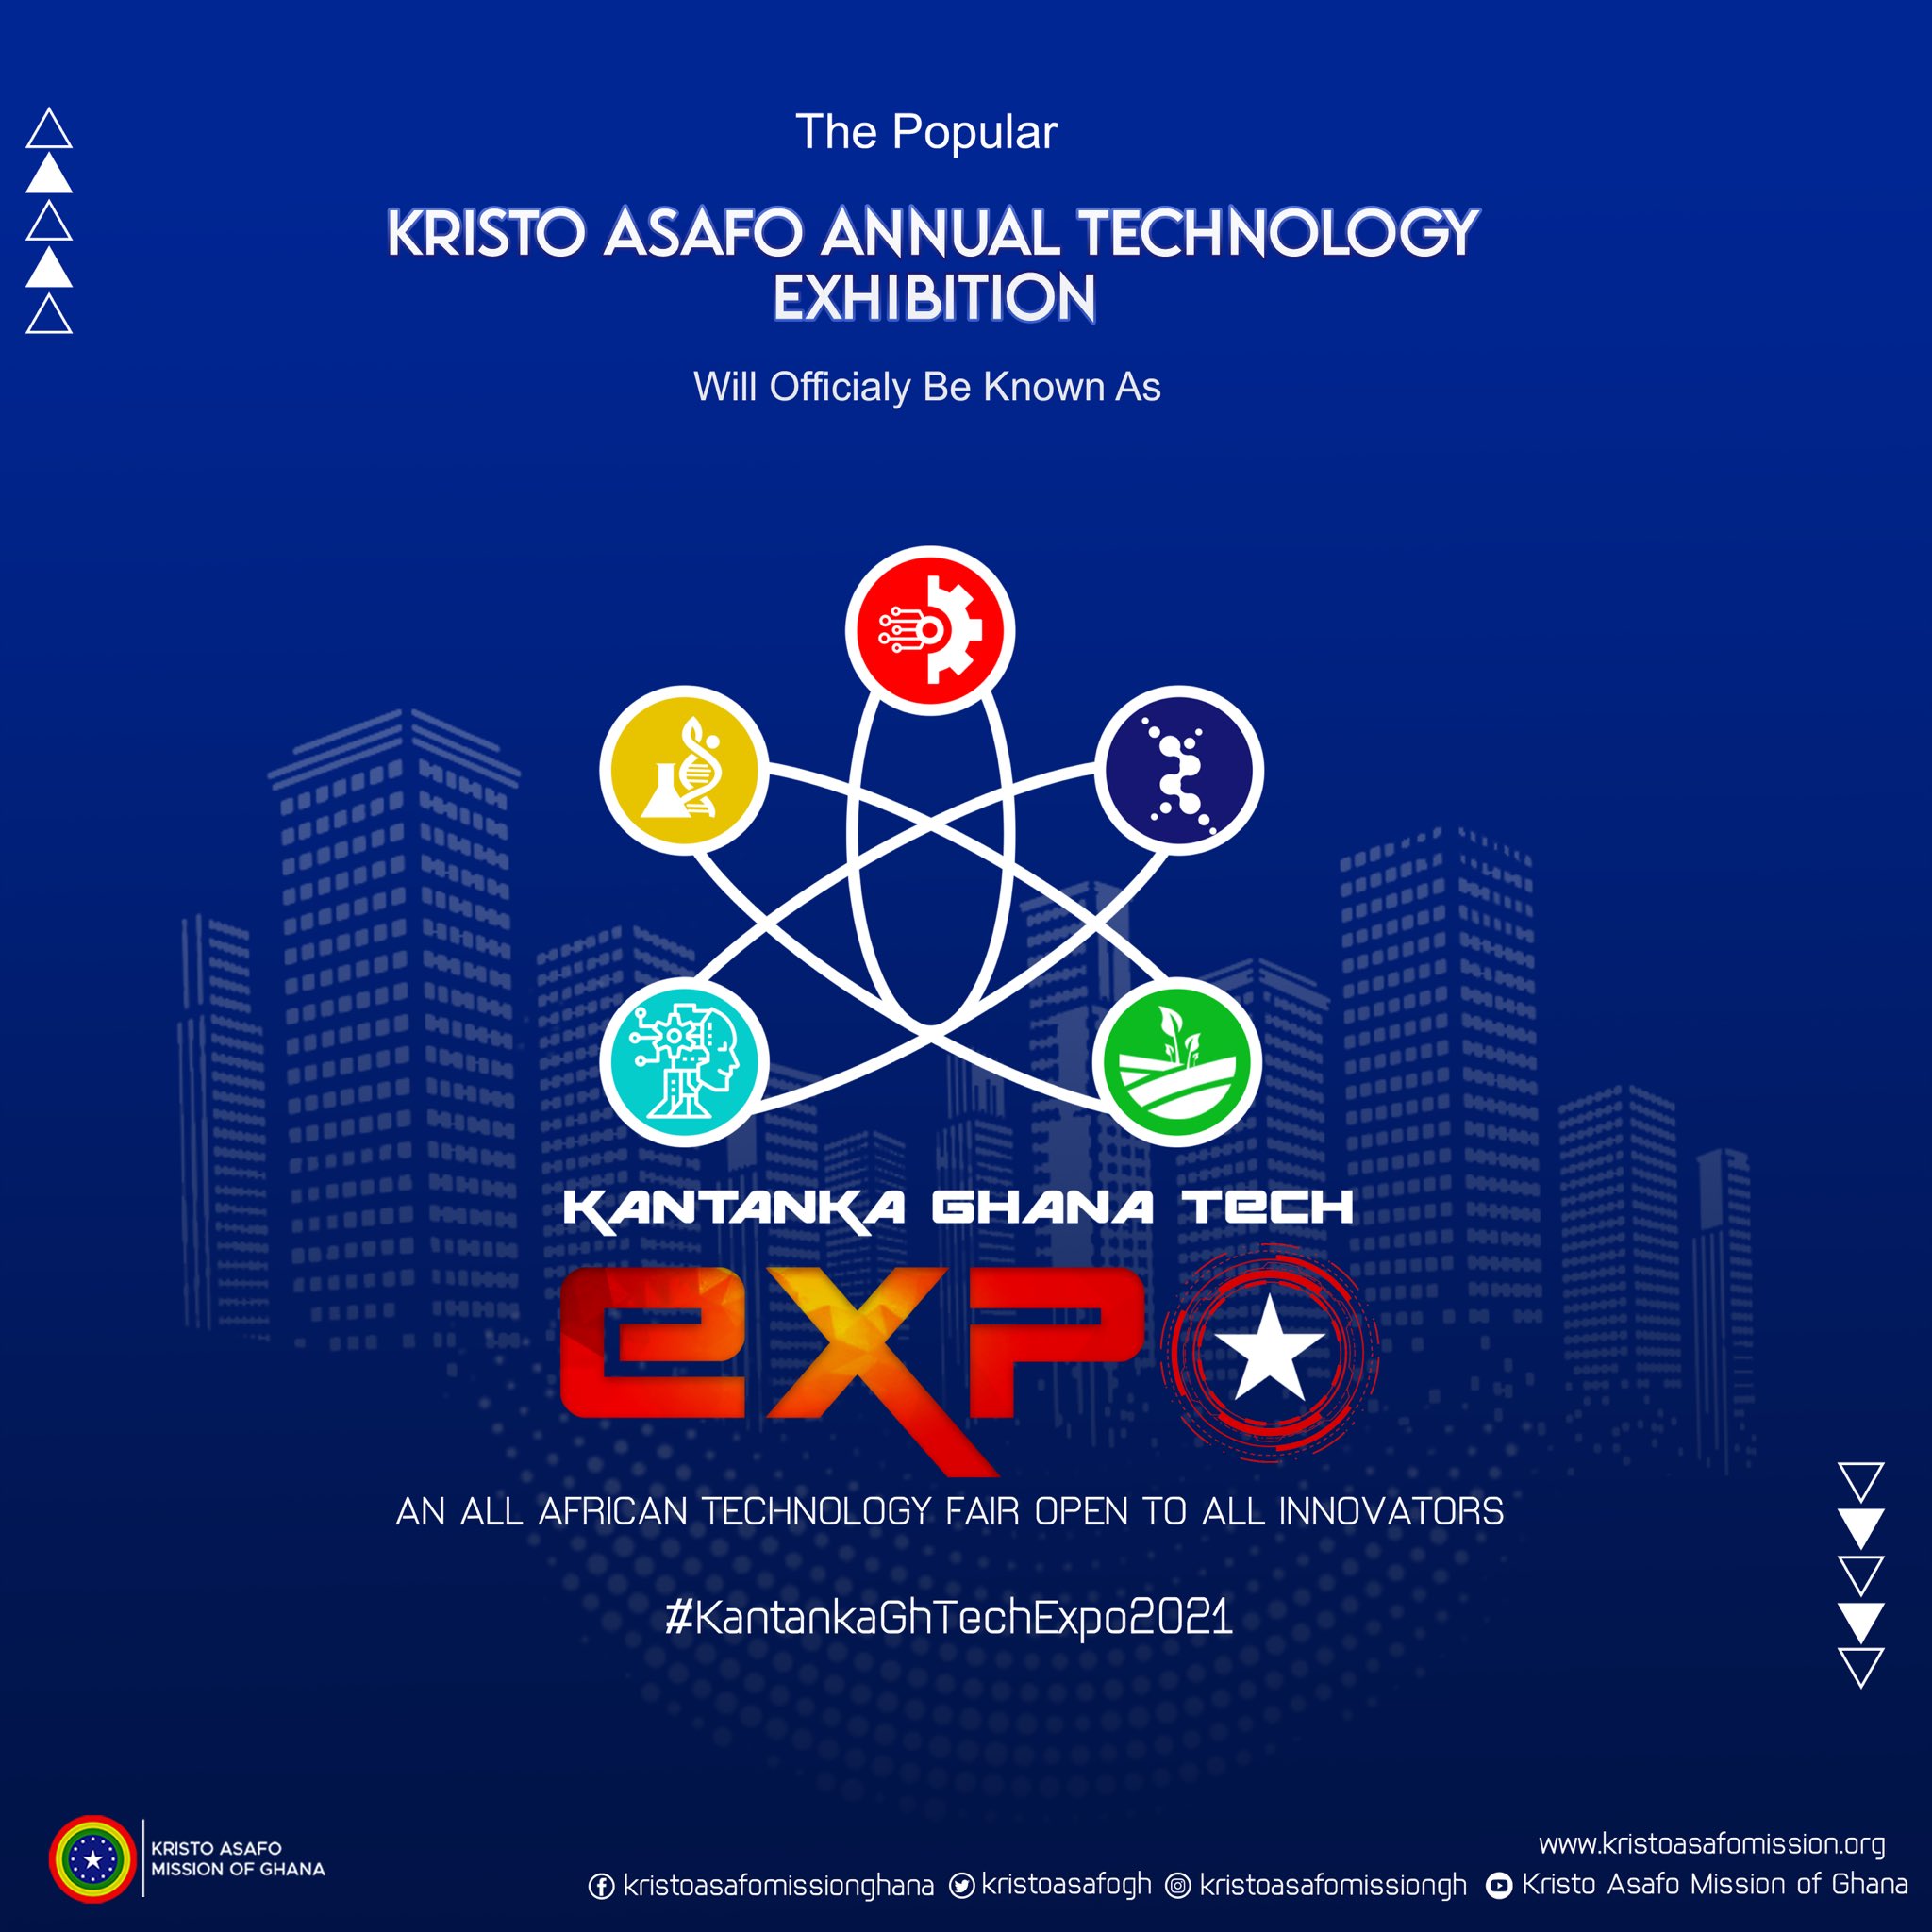 The Popular
KRISTO ASAFO ANNUAL TECHNOLOGY
EXHIBITION
Will Officialy Be Known As
KANTANKA GHANA TeCH
eXP
AN ALL AFRICAN TECHNOLOGY FAIR OPEN TO ALL INNOVATORS
#KantankaGhTechExpo2021
KRISTO ASAFO
MISSION OF GHANA
www.kristoasafomission.org
kristoasafomissionghana kristoasafogh kristoasafomissiongh Kristo Asafo Mission of Ghana